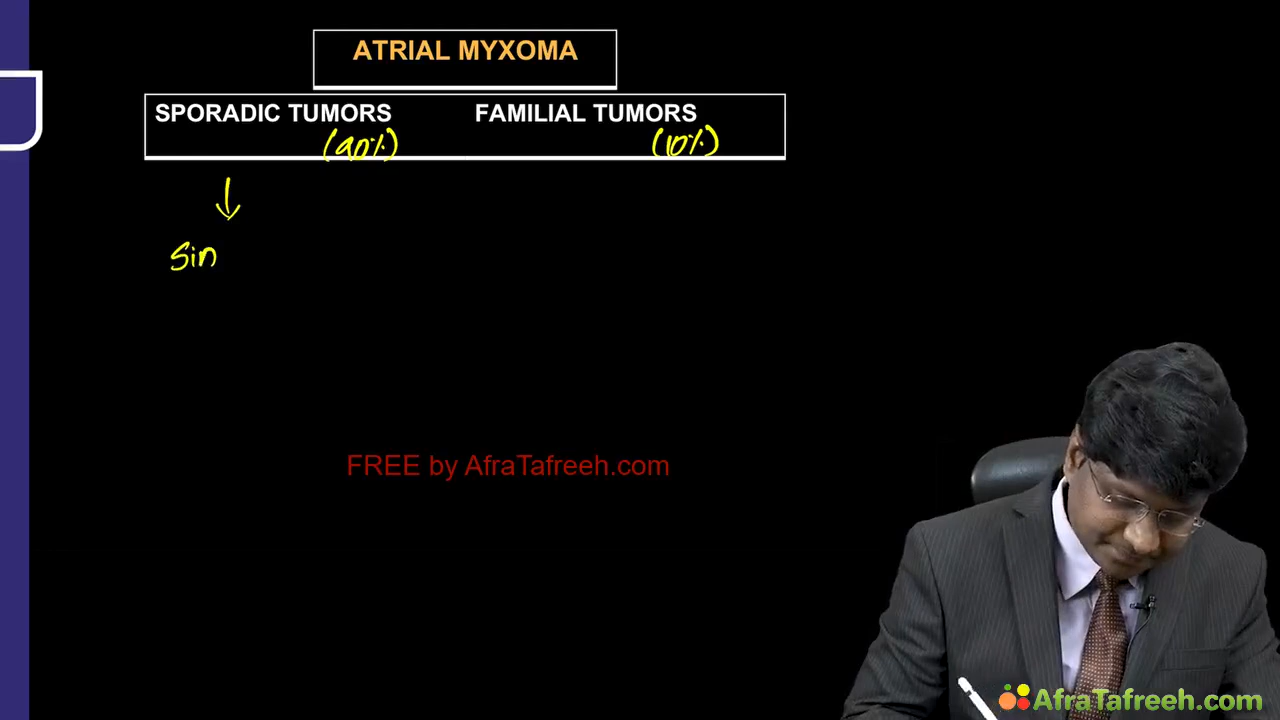 ATRIAL MYXOMA
SPORADIC TUMORS FAMILIAL TUMORS
(90%) (10%)
Sin
FREE by AfraTafreeh.com
AfraTafreeh.com